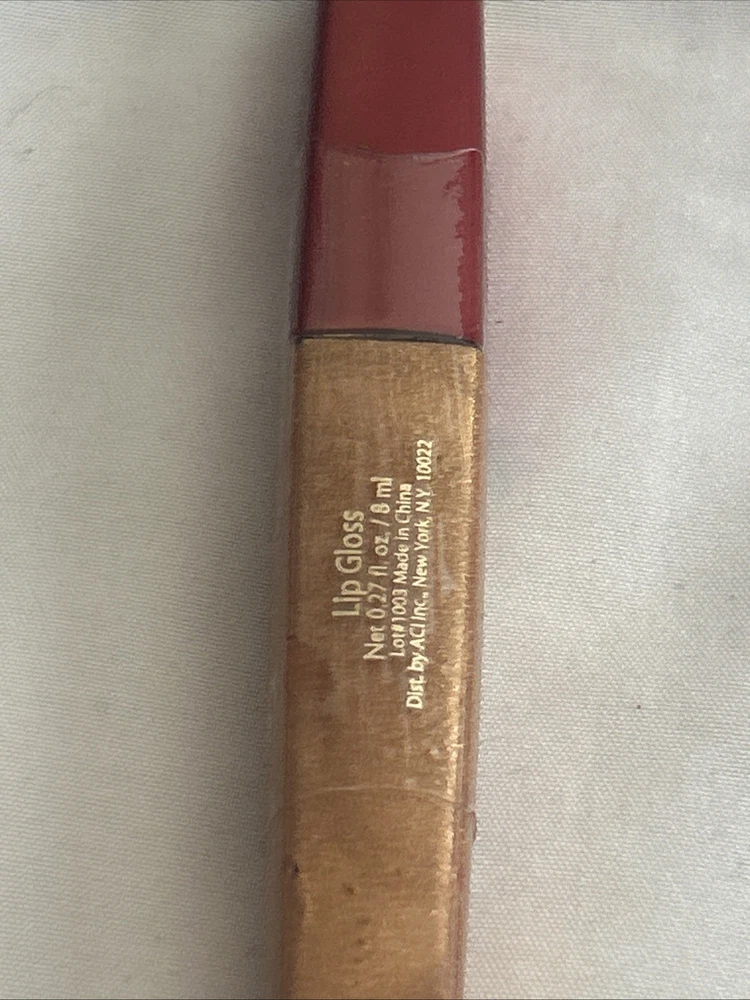 Lip Gloss
Net 0.27 fl. oz. / 8 ml
Lot#1003 Made in China
Dist. by ACI Inc., New York, N.Y. 10022